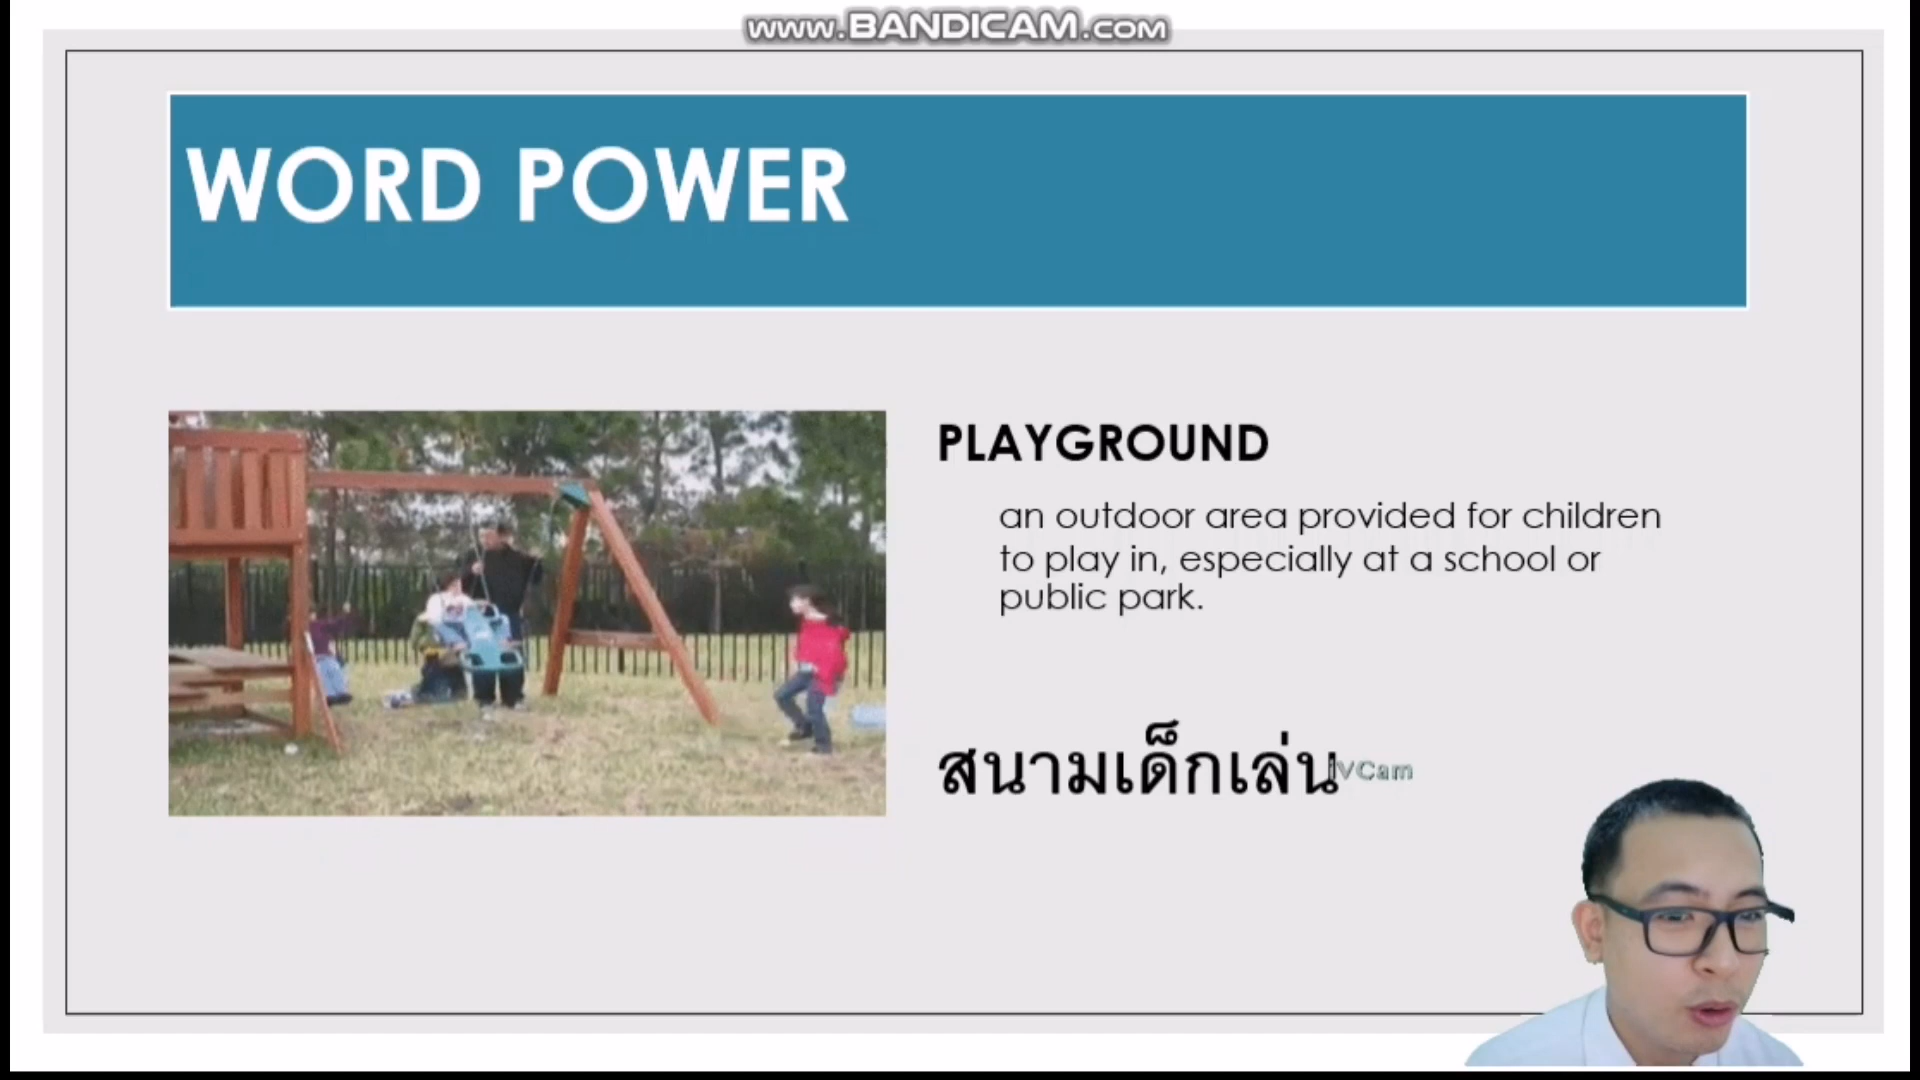 www.BANDICAM.com
WORD POWER
PLAYGROUND
an outdoor area provided for children
to play in, especially at a school or
public park.
สนามเด็กเล่น
iVCam